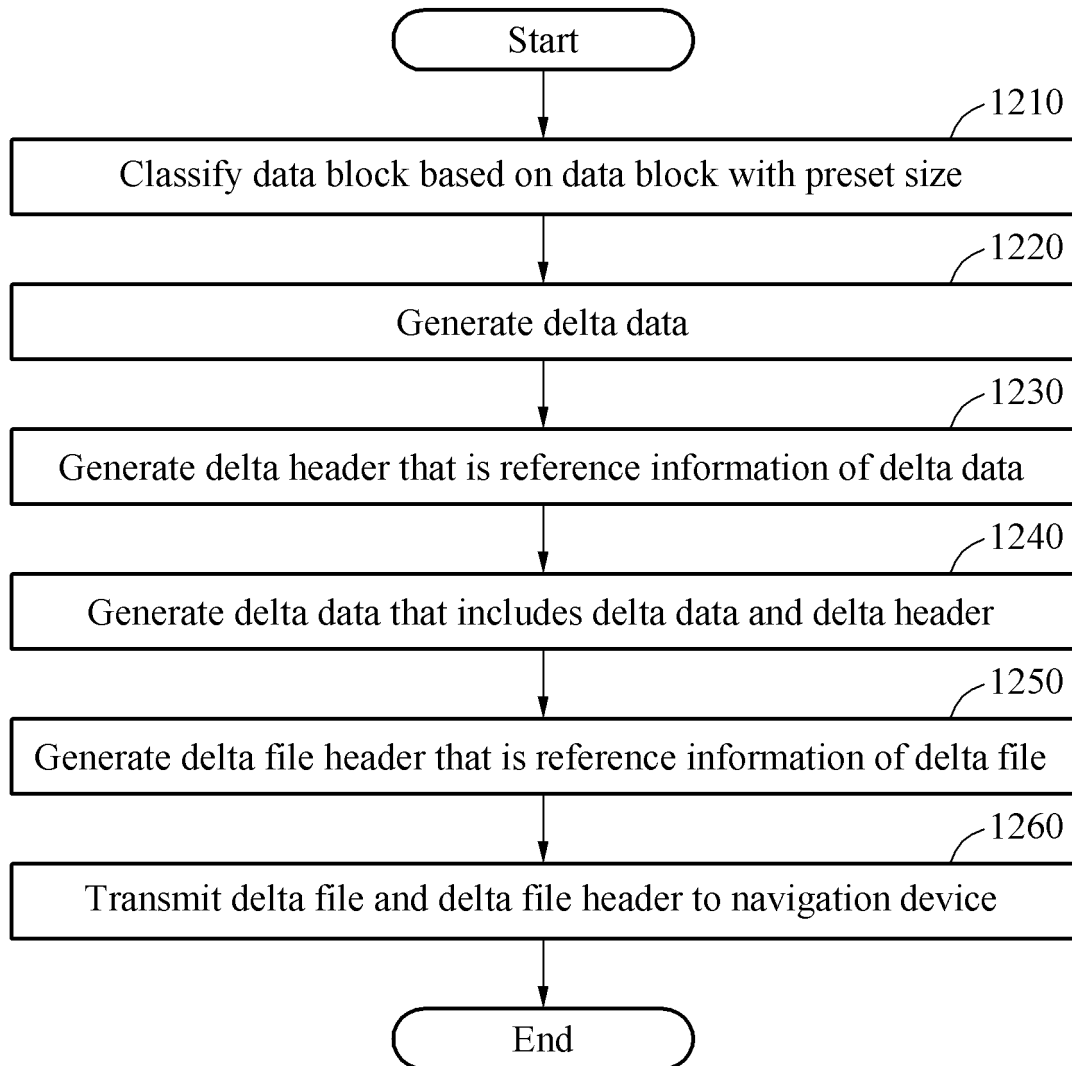 Start
1210
Classify data block based on data block with preset size
1220
Generate delta data
1230
Generate delta header that is reference information of delta data
1240
Generate delta data that includes delta data and delta header
1250
Generate delta file header that is reference information of delta file
1260
Transmit delta file and delta file header to navigation device
End